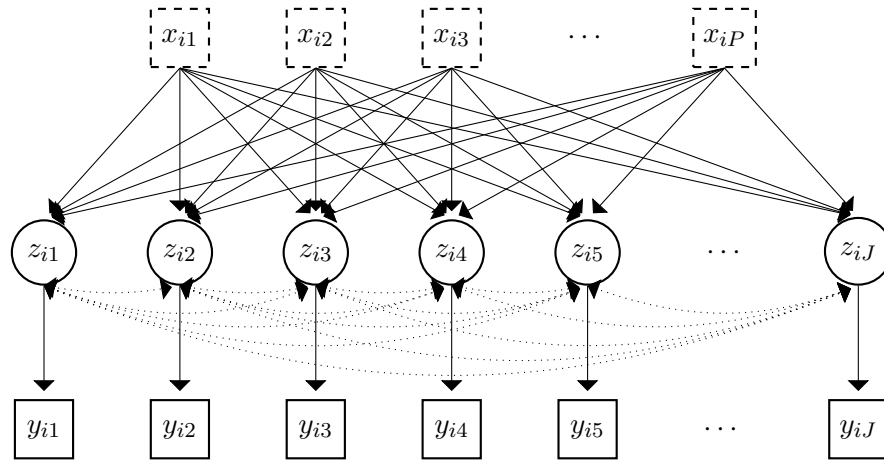 x_{i1} x_{i2} x_{i3} ⋯ x_{iP}
z_{i1} z_{i2} z_{i3} z_{i4} z_{i5} ⋯ z_{iJ}
y_{i1} y_{i2} y_{i3} y_{i4} y_{i5} ⋯ y_{iJ}